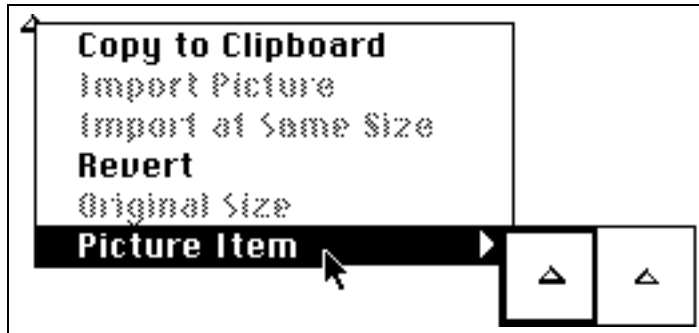 Copy to Clipboard
Import Picture
Import at Same Size
Revert
Original Size
Picture Item